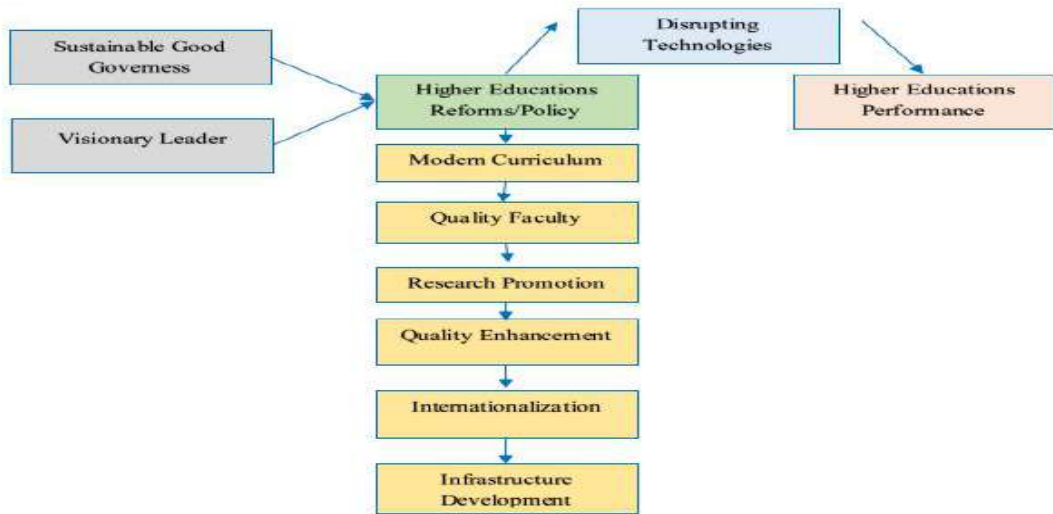 Disrupting
Technologies
Sustainable Good
Governess
Higher Educations
Reforms/Policy
Higher Educations
Performance
Visionary Leader
Modern Curriculum
Quality Faculty
Research Promotion
Quality Enhancement
Internationalization
Infrastructure
Development